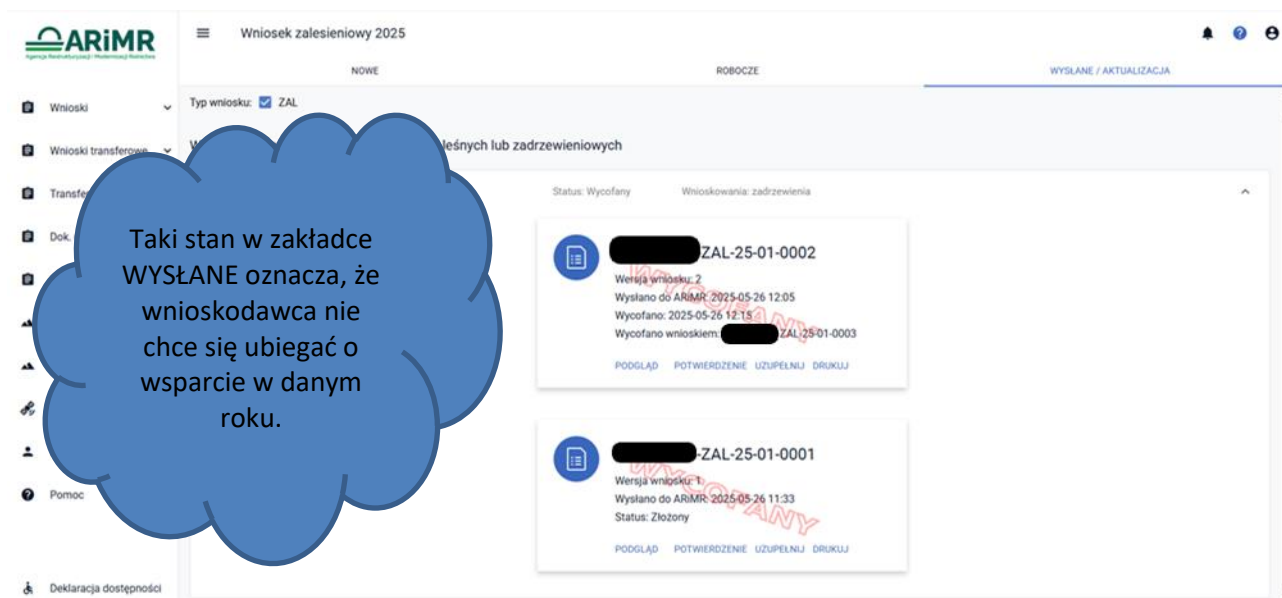 ARiMR
Agencja Restrukturyzacji i Modernizacji Rolnictwa
Wniosek zalesieniowy 2025
NOWE
ROBOCZE
WYSŁANE / AKTUALIZACJA
Wnioski
Typ wniosku: ZAL
Wnioski transferowe
leśnych lub zadrzewieniowych
Transfe
Status: Wycofany
Wnioskowania: zadrzewienia
Dok.
Taki stan w zakładce
WYSŁANE oznacza, że
wnioskodawca nie
chce się ubiegać o
wsparcie w danym
roku.
ZAL-25-01-0002
Wersja wniosku: 2
Wysłano do ARiMR: 2025-05-26 12:05
Wycofano: 2025-05-26 12:15
Wycofano wnioskiem: ZAL-25-01-0003
WYCOFANY
PODGLĄD POTWIERDZENIE UZUPEŁNIJ DRUKUJ
-ZAL-25-01-0001
Wersja wniosku: 1
Wysłano do ARiMR: 2025-05-26 11:33
Status: Złożony
WYCOFANY
PODGLĄD POTWIERDZENIE UZUPEŁNIJ DRUKUJ
Pomoc
Deklaracja dostępności